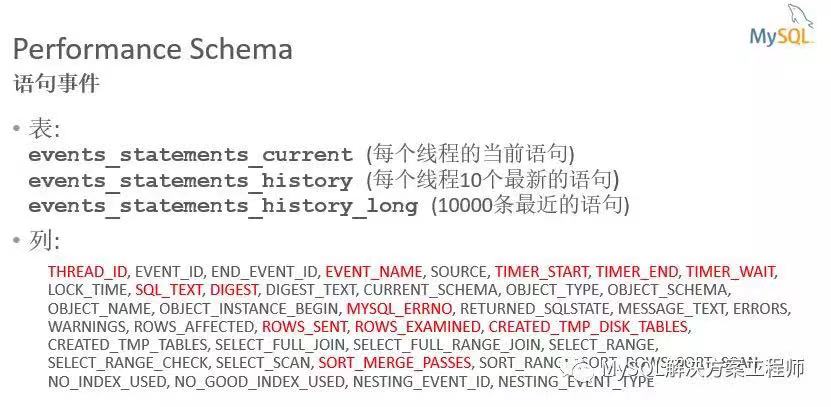 MySQL
Performance Schema
语句事件
• 表:
events_statements_current (每个线程的当前语句)
events_statements_history (每个线程10个最新的语句)
events_statements_history_long (10000条最近的语句)
• 列:
THREAD_ID, EVENT_ID, END_EVENT_ID, EVENT_NAME, SOURCE, TIMER_START, TIMER_END, TIMER_WAIT,
LOCK_TIME, SQL_TEXT, DIGEST, DIGEST_TEXT, CURRENT_SCHEMA, OBJECT_TYPE, OBJECT_SCHEMA,
OBJECT_NAME, OBJECT_INSTANCE_BEGIN, MYSQL_ERRNO, RETURNED_SQLSTATE, MESSAGE_TEXT, ERRORS,
WARNINGS, ROWS_AFFECTED, ROWS_SENT, ROWS_EXAMINED, CREATED_TMP_DISK_TABLES,
CREATED_TMP_TABLES, SELECT_FULL_JOIN, SELECT_FULL_RANGE_JOIN, SELECT_RANGE,
SELECT_RANGE_CHECK, SELECT_SCAN, SORT_MERGE_PASSES, SORT_RANGE, SORT_ROWS, SORT_SCAN,
NO_INDEX_USED, NO_GOOD_INDEX_USED, NESTING_EVENT_ID, NESTING_EVENT_TYPE
MySQL解决方案工程师